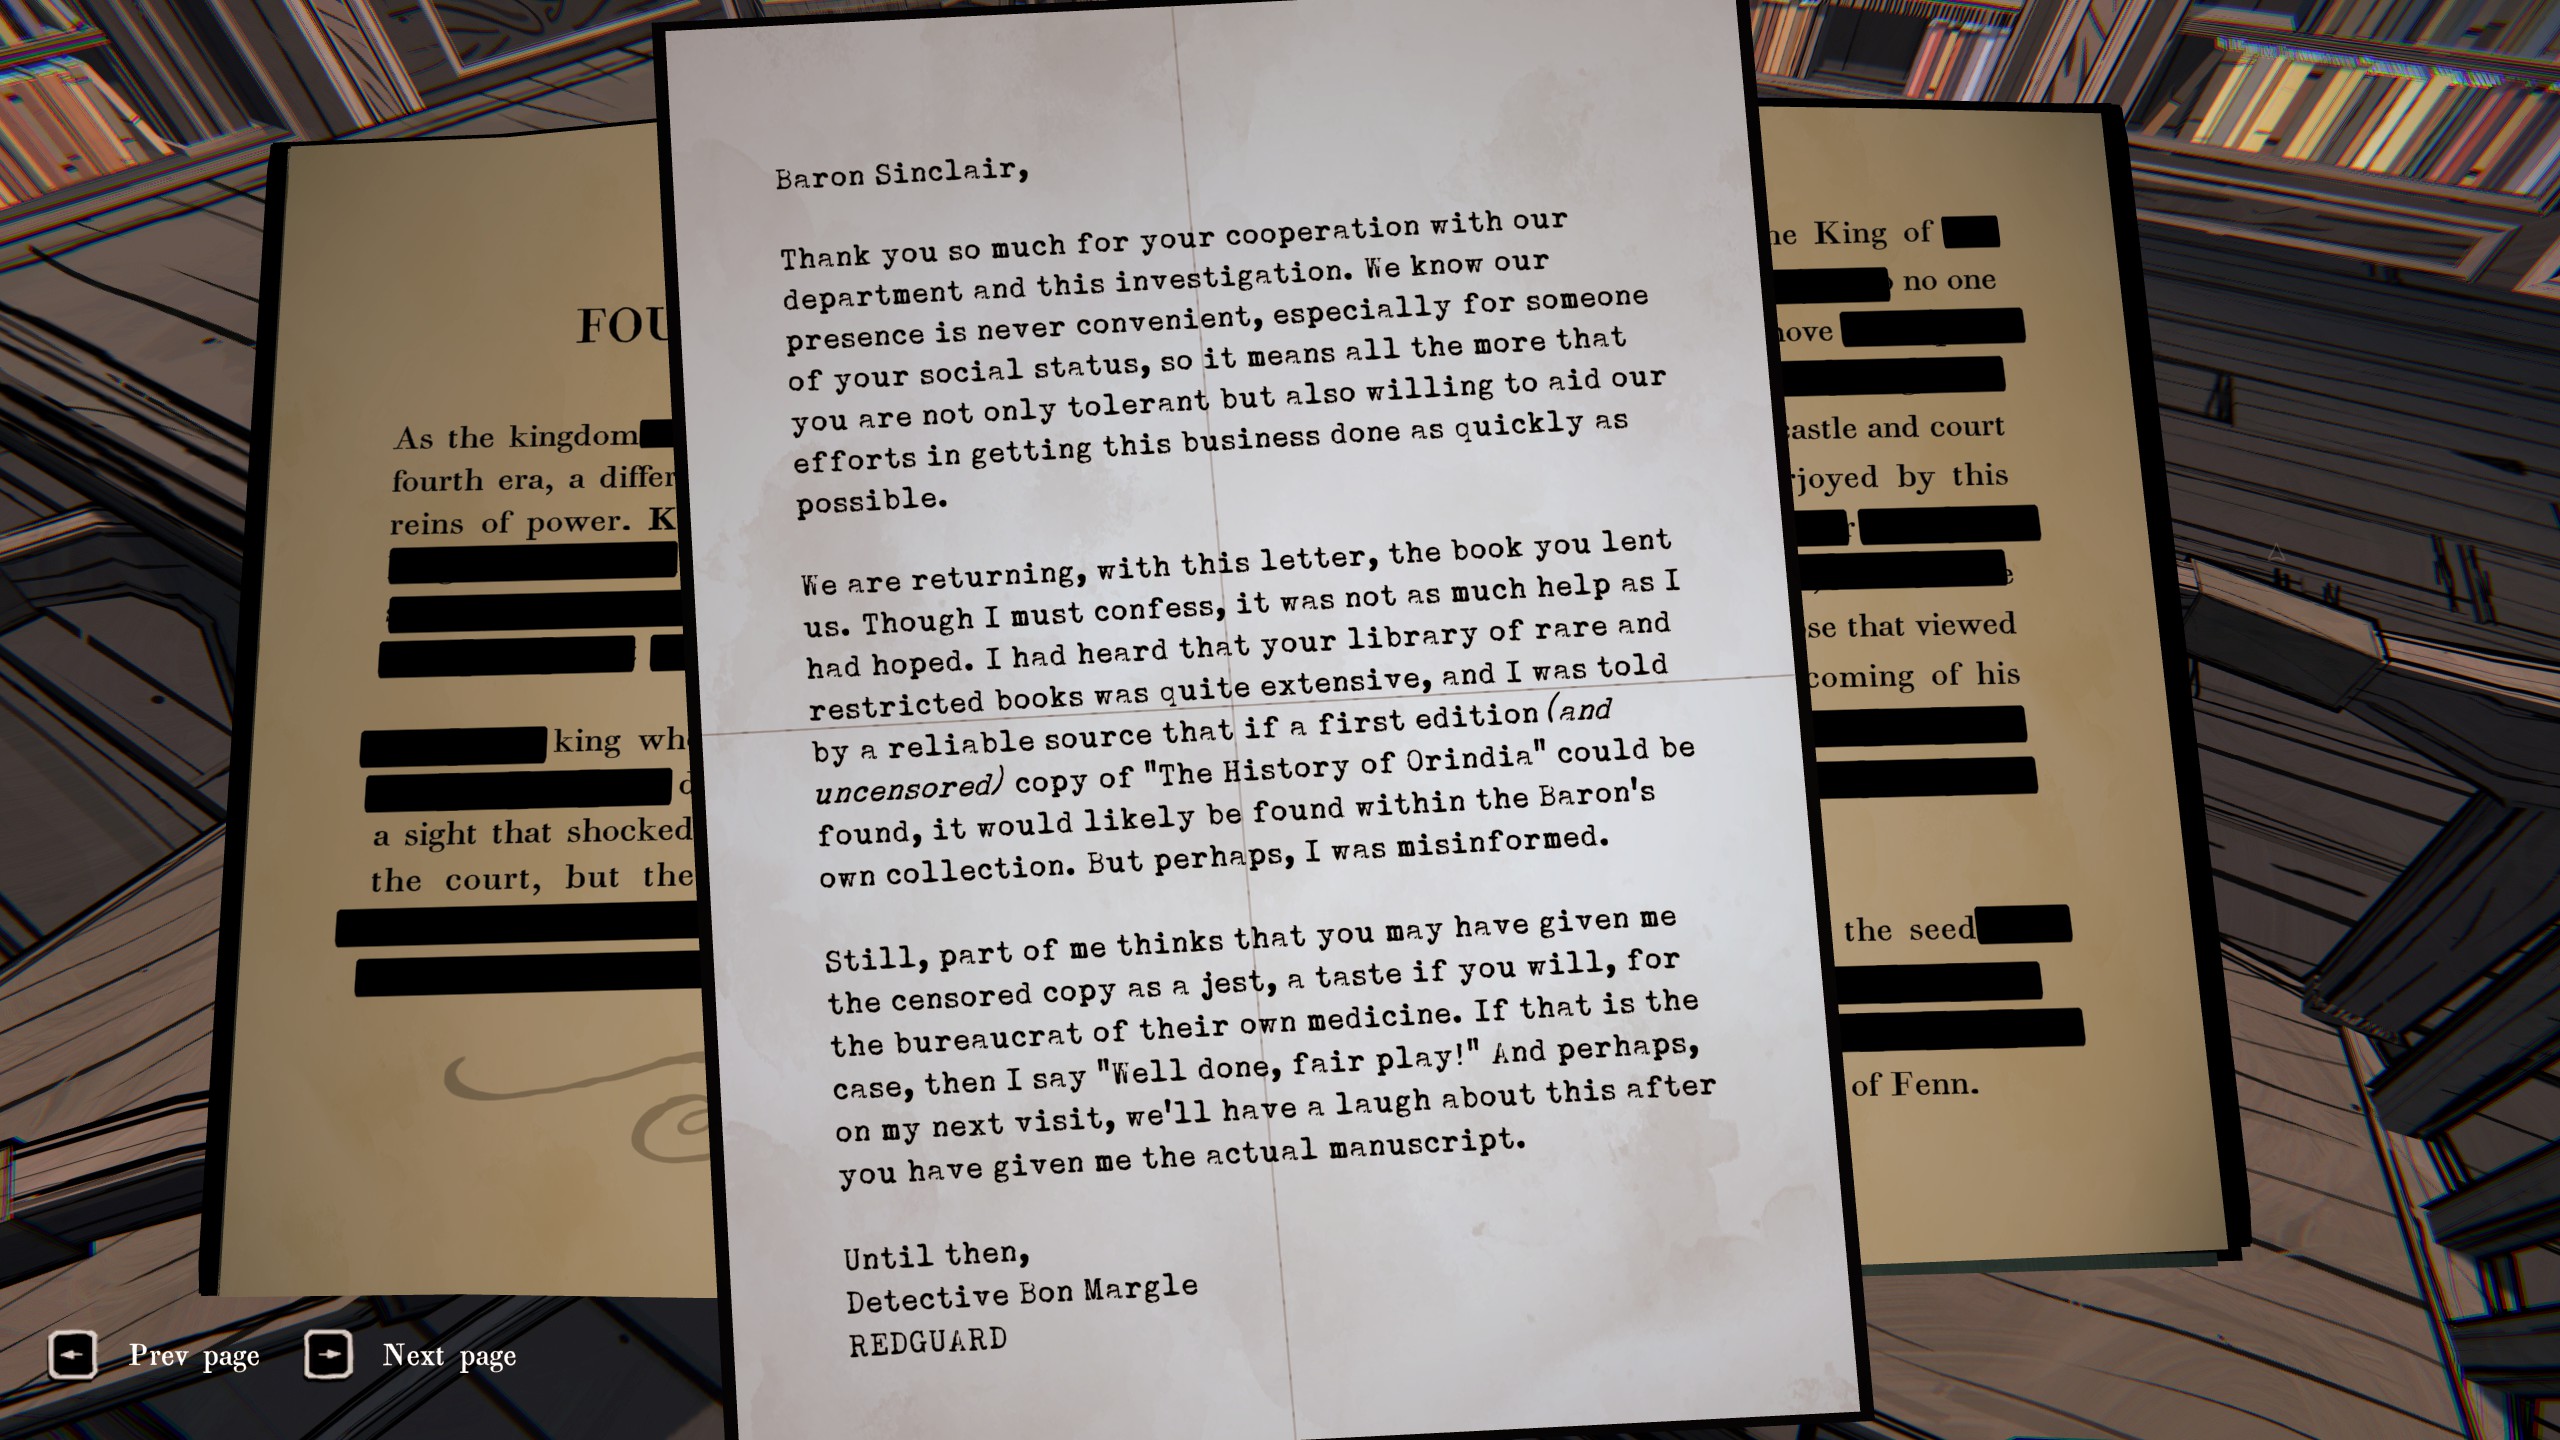 Baron Sinclair,
Thank you so much for your cooperation with our
department and this investigation. We know our
presence is never convenient, especially for someone
of your social status, so it means all the more that
you are not only tolerant but also willing to aid our
efforts in getting this business done as quickly as
possible.
We are returning, with this letter, the book you lent
us. Though I must confess, it was not as much help as I
had hoped. I had heard that your library of rare and
restricted books was quite extensive, and I was told
by a reliable source that if a first edition (and
uncensored) copy of "The History of Orindia" could be
found, it would likely be found within the Baron's
own collection. But perhaps, I was misinformed.
Still, part of me thinks that you may have given me
the censored copy as a jest, a taste if you will, for
the bureaucrat of their own medicine. If that is the
case, then I say "Well done, fair play!" And perhaps,
on my next visit, we'll have a laugh about this after
you have given me the actual manuscript.
Until then,
Detective Bon Margle
REDGUARD
As the kingdom
fourth era, a
reins of power.
king
a sight that shocked
the court, but the
King of
no one
castle and court
by this
that viewed
coming of his
the seed
of Fenn.
Prev page
Next page